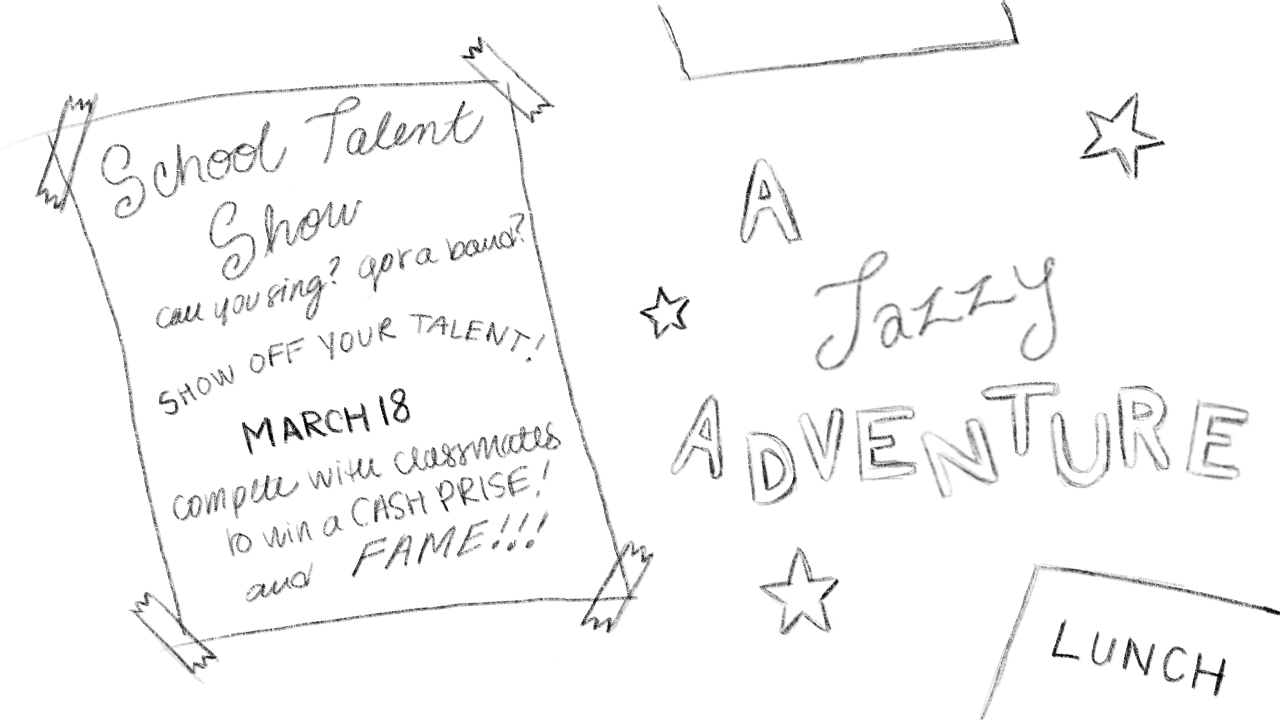 School Talent
Show
can you sing? got a band?
SHOW OFF YOUR TALENT!
MARCH 18
compete with classmates
to win a CASH PRISE!
and FAME!!!
A
Jazzy
ADVENTURE
LUNCH